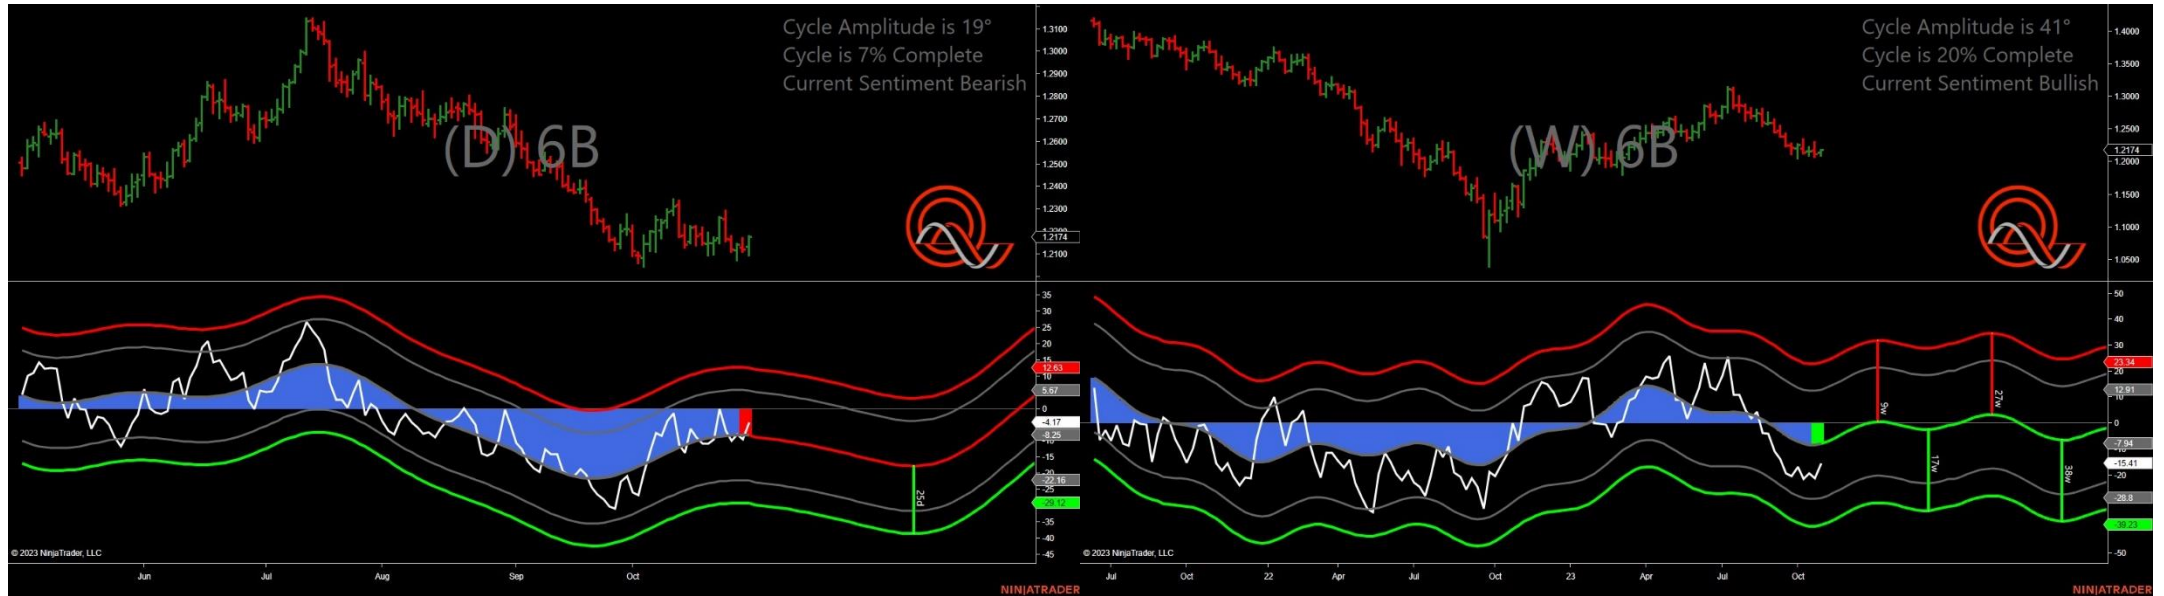 Cycle Amplitude is 19°
Cycle is 7% Complete
Current Sentiment Bearish
(D) 6B
1.3100
1.3000
1.2900
1.2800
1.2700
1.2600
1.2500
1.2400
1.2300
1.2174
1.2100
35
30
25
20
15
12.63
10
5.67
0
-4.17
-8.25
-15
-20
-22.16
-25
-29.12
-35
-40
-45
25d
© 2023 NinjaTrader, LLC
Jun Jul Aug Sep Oct
NINJATRADER
Cycle Amplitude is 41°
Cycle is 20% Complete
Current Sentiment Bullish
(W) 6B
1.4000
1.3500
1.3000
1.2500
1.2174
1.2000
1.1500
1.1000
1.0500
50
40
30
23.34
20
12.91
10
0
-7.94
-15.41
-20
-28.8
-39.23
-50
9w
27w
17w
38w
© 2023 NinjaTrader, LLC
Jul Oct 22 Apr Jul Oct 23 Apr Jul Oct
NINJATRADER